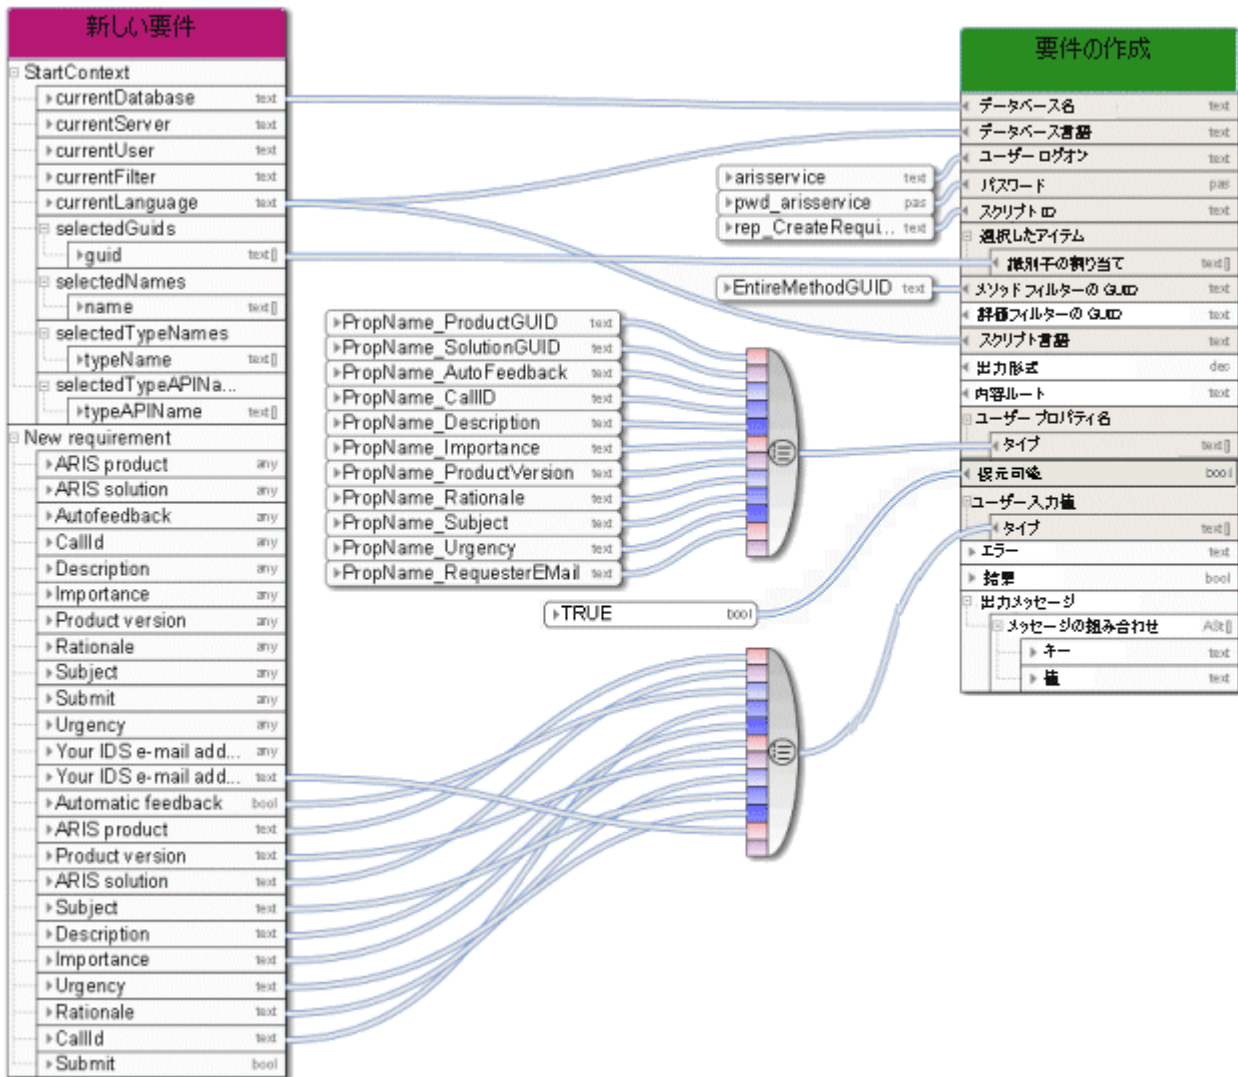 新しい要件
StartContext
currentDatabase text
currentServer text
currentUser text
currentFilter text
currentLanguage text
selectedGuids
guid text[]
selectedNames
name text[]
selectedTypeNames
typeName text[]
selectedTypeAPINa...
typeAPIName text[]
New requirement
ARIS product any
ARIS solution any
Autofeedback any
CallId any
Description any
Importance any
Product version any
Rationale any
Subject any
Submit any
Urgency any
Your IDS e-mail add... any
Your IDS e-mail add... text
Automatic feedback bool
ARIS product text
Product version text
ARIS solution text
Subject text
Description text
Importance text
Urgency text
Rationale text
CallId text
Submit bool
PropName_ProductGUID text
PropName_SolutionGUID text
PropName_AutoFeedback text
PropName_CallID text
PropName_Description text
PropName_Importance text
PropName_ProductVersion text
PropName_Rationale text
PropName_Subject text
PropName_Urgency text
PropName_RequesterEMail text
TRUE bool
arisservice text
pwd_arisservice pas
rep_CreateRequi... text
EntireMethodGUID text
要件の作成
データベース名 text
データベース言語 text
ユーザー ログオン text
パスワード pas
スクリプト ID text
選択したアイテム
識別子の割り当て text[]
メソッド フィルターの GUID text
評価フィルターの GUID text
スクリプト言語 text
出力形式 dec
内容ルート text
ユーザー プロパティ名
タイプ text[]
復元可能 bool
ユーザー入力値
タイプ text[]
エラー text
結果 bool
出力メッセージ
メッセージの組み合わせ ASt[]
キー text
値 text